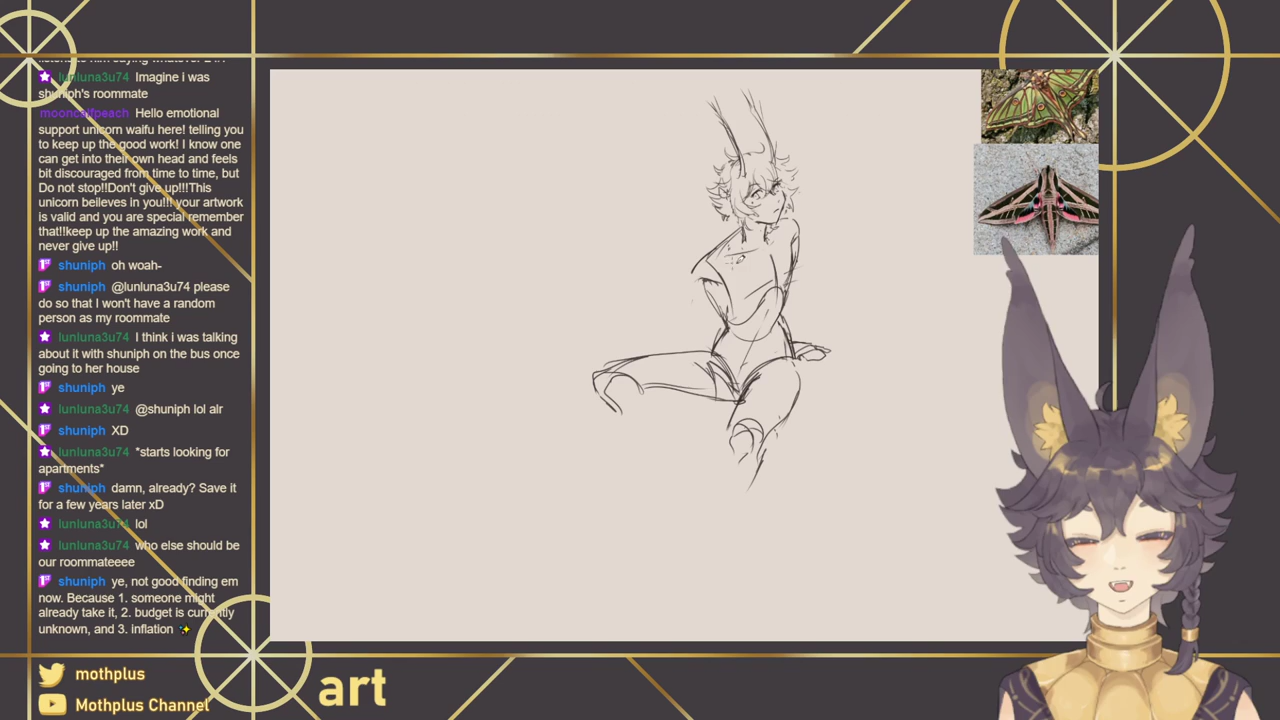 lunluna3u74 Imagine i was
shuniph's roommate
mooncalfpeach Hello emotional
support unicorn waifu here! telling you
to keep up the good work! I know one
can get into their own head and feels
bit discouraged from time to time, but
Do not stop!!Don't give up!!!This
unicorn beileves in you!!! your artwork
is valid and you are special remember
that!!keep up the amazing work and
never give up!!
shuniph oh woah-
shuniph @lunluna3u74 please
do so that I won't have a random
person as my roommate
lunluna3u74 I think i was talking
about it with shuniph on the bus once
going to her house
shuniph ye
lunluna3u74 @shuniph lol alr
shuniph XD
lunluna3u74 *starts looking for
apartments*
shuniph damn, already? Save it
for a few years later xD
lunluna3u74 lol
lunluna3u74 who else should be
our roommateeee
shuniph ye, not good finding em
now. Because 1. someone might
already take it, 2. budget is currently
unknown, and 3. inflation ✨
mothplus
Mothplus Channel
art